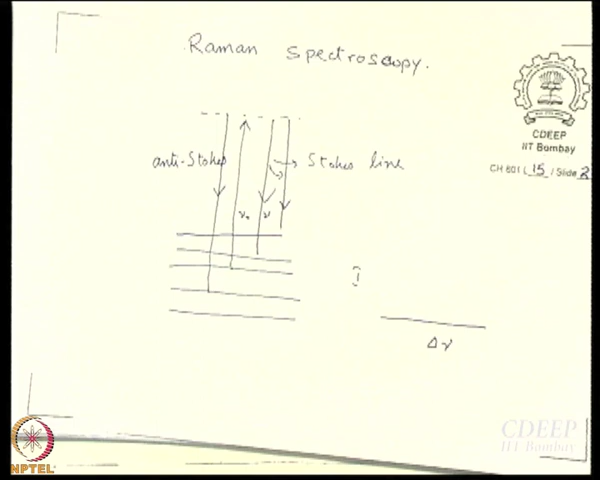 Raman Spectroscopy.
CDEEP
IIT Bombay
CH 601 L 15 / Slide 2
anti-Stokes
Stokes line
ν₀ ν
I
Δν
CDEEP
IIT Bombay
NPTEL